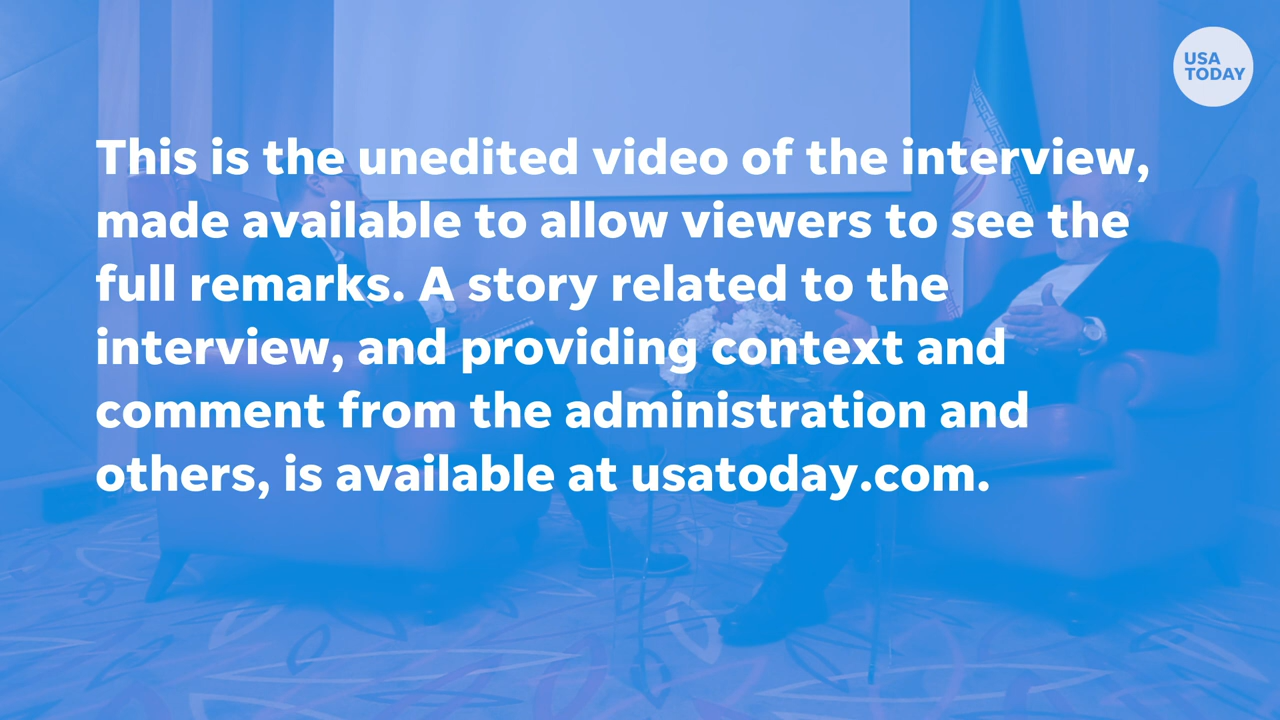 USA
TODAY
This is the unedited video of the interview,
made available to allow viewers to see the
full remarks. A story related to the
interview, and providing context and
comment from the administration and
others, is available at usatoday.com.